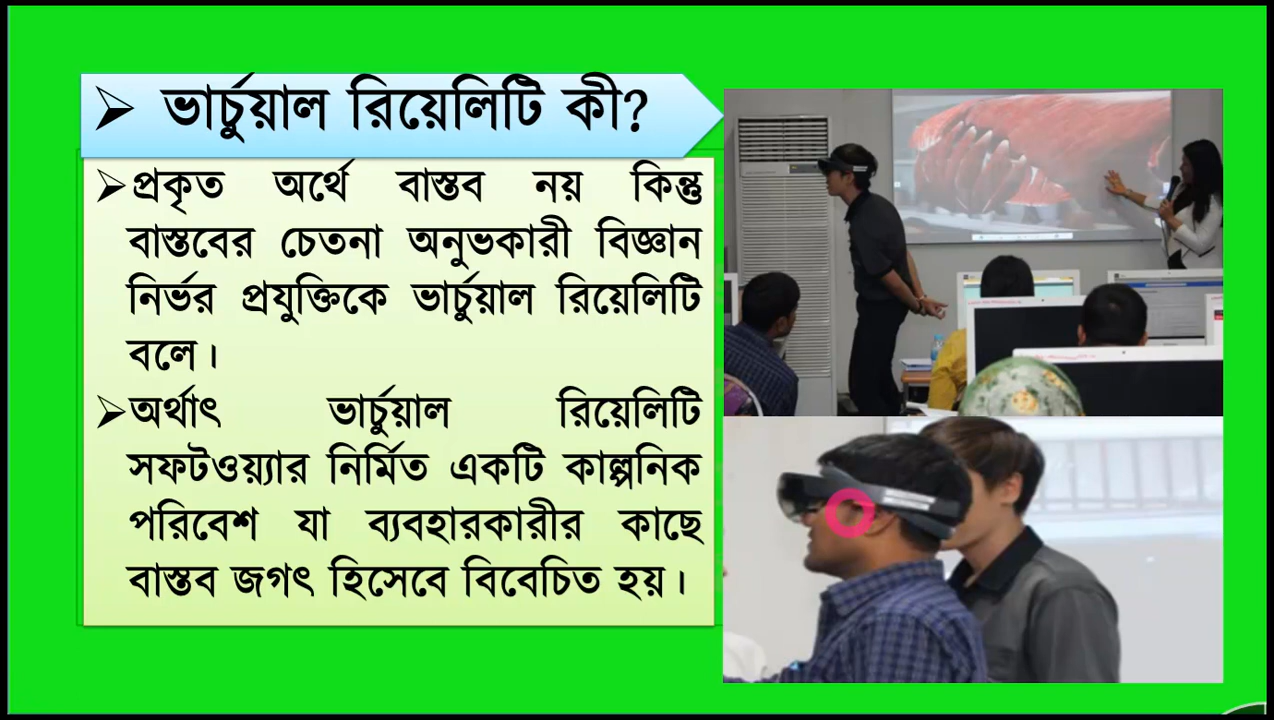 ➢ ভার্চুয়াল রিয়েলিটি কী?
➢প্রকৃত অর্থে বাস্তব নয় কিন্তু
বাস্তবের চেতনা অনুভকারী বিজ্ঞান
নির্ভর প্রযুক্তিকে ভার্চুয়াল রিয়েলিটি
বলে।
➢অর্থাৎ ভার্চুয়াল রিয়েলিটি
সফটওয়্যার নির্মিত একটি কাল্পনিক
পরিবেশ যা ব্যবহারকারীর কাছে
বাস্তব জগৎ হিসেবে বিবেচিত হয়।